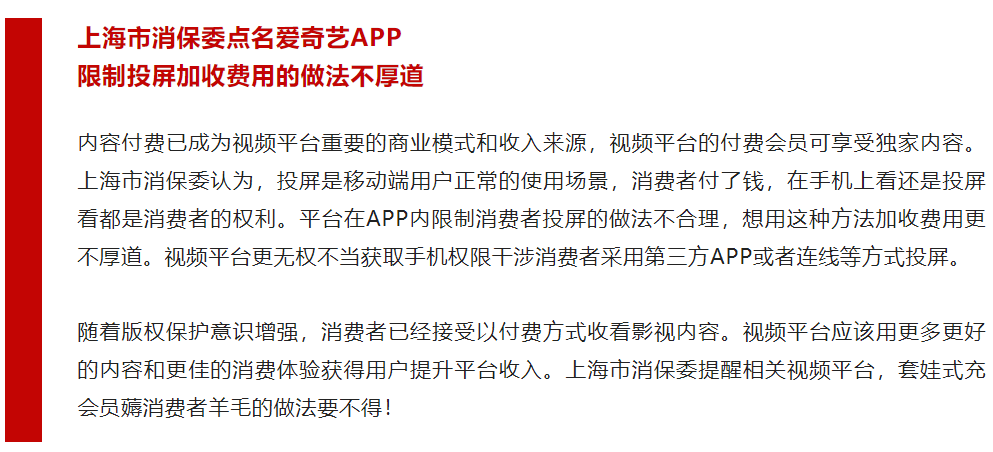 上海市消保委点名爱奇艺APP
限制投屏加收费用的做法不厚道
内容付费已成为视频平台重要的商业模式和收入来源，视频平台的付费会员可享受独家内容。
上海市消保委认为，投屏是移动端用户正常的使用场景，消费者付了钱，在手机上看还是投屏
看都是消费者的权利。平台在APP内限制消费者投屏的做法不合理，想用这种方法加收费用更
不厚道。视频平台更无权不当获取手机权限干涉消费者采用第三方APP或者连线等方式投屏。
随着版权保护意识增强，消费者已经接受以付费方式收看影视内容。视频平台应该用更多更好
的内容和更佳的消费体验获得用户提升平台收入。上海市消保委提醒相关视频平台，套娃式充
会员薅消费者羊毛的做法要不得！